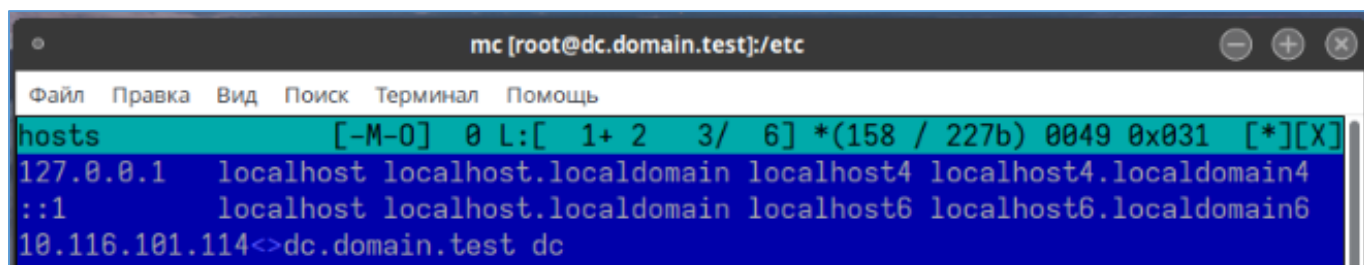 mc [root@dc.domain.test]:/etc
Файл Правка Вид Поиск Терминал Помощь
hosts [-M-O] 0 L:[ 1+ 2 3/ 6] *(158 / 227b) 0049 0x031 [*][X]
127.0.0.1 localhost localhost.localdomain localhost4 localhost4.localdomain4
::1 localhost localhost.localdomain localhost6 localhost6.localdomain6
10.116.101.114<>dc.domain.test dc